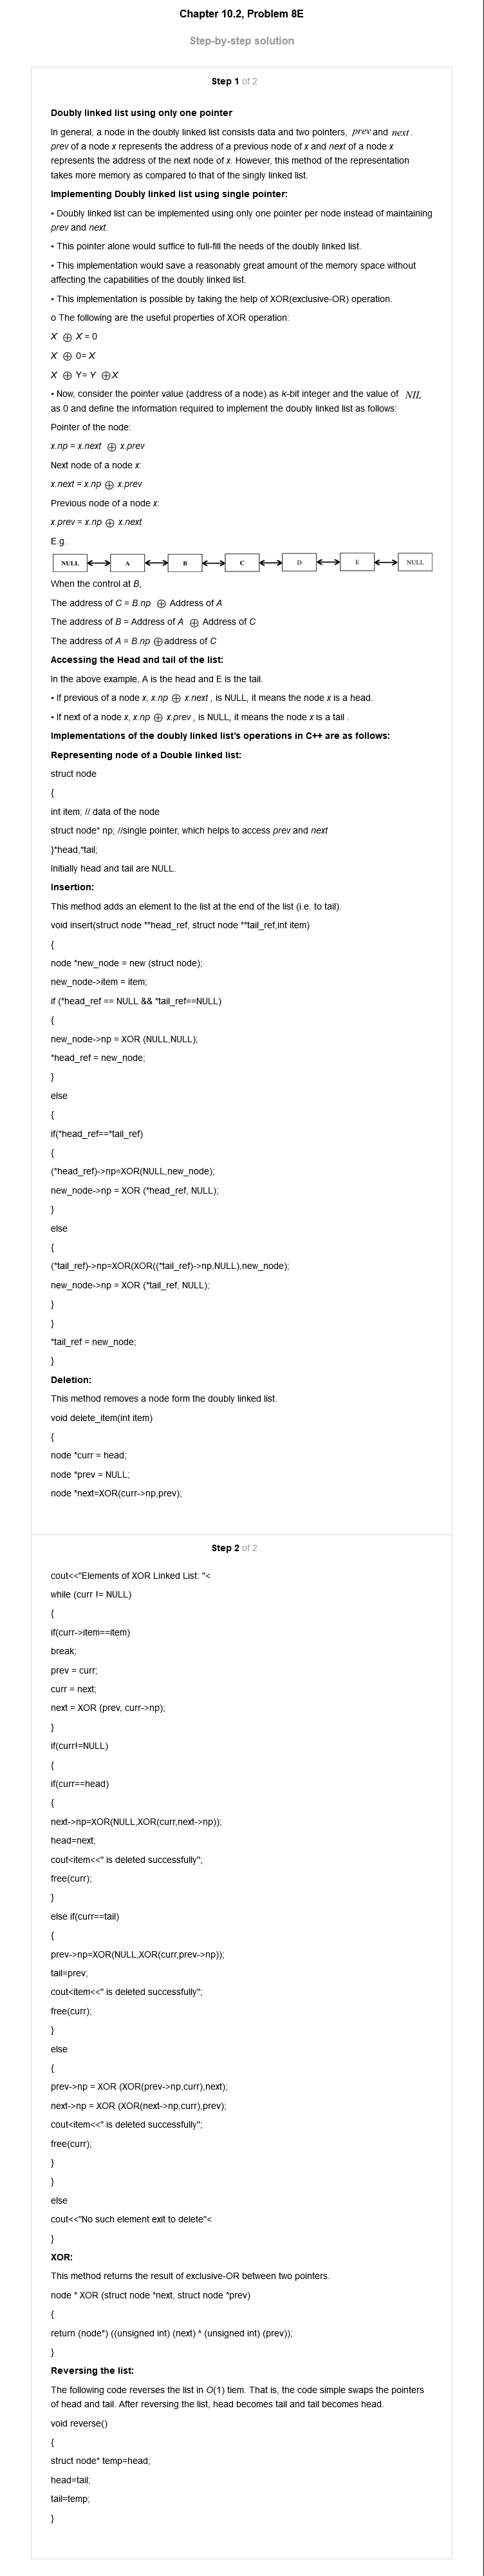 Chapter 10.2, Problem 8E
Step-by-step solution
Step 1 of 2
Doubly linked list using only one pointer
In general, a node in the doubly linked list consists data and two pointers, prev and next .
prev of a node x represents the address of a previous node of x and next of a node x
represents the address of the next node of x. However, this method of the representation
takes more memory as compared to that of the singly linked list.
Implementing Doubly linked list using single pointer:
• Doubly linked list can be implemented using only one pointer per node instead of maintaining
prev and next.
• This pointer alone would suffice to full-fill the needs of the doubly linked list.
• This implementation would save a reasonably great amount of the memory space without
affecting the capabilities of the doubly linked list.
• This implementation is possible by taking the help of XOR(exclusive-OR) operation.
o The following are the useful properties of XOR operation:
X ⊕ X = 0
X ⊕ 0= X
X ⊕ Y= Y ⊕X
• Now, consider the pointer value (address of a node) as k-bit integer and the value of NIL
as 0 and define the information required to implement the doubly linked list as follows:
Pointer of the node:
x.np = x.next ⊕ x.prev
Next node of a node x:
x.next = x.np ⊕ x.prev
Previous node of a node x:
x.prev = x.np ⊕ x.next
E.g.
NULL A B C D E NULL
When the control at B,
The address of C = B.np ⊕ Address of A
The address of B = Address of A ⊕ Address of C
The address of A = B.np ⊕address of C
Accessing the Head and tail of the list:
In the above example, A is the head and E is the tail.
• If previous of a node x, x.np ⊕ x.next , is NULL, it means the node x is a head.
• If next of a node x, x.np ⊕ x.prev , is NULL, it means the node x is a tail .
Implementations of the doubly linked list's operations in C++ are as follows:
Representing node of a Double linked list:
struct node
{
int item; // data of the node
struct node* np; //single pointer, which helps to access prev and next
}*head,*tail;
Initially head and tail are NULL.
Insertion:
This method adds an element to the list at the end of the list (i.e. to tail).
void insert(struct node **head_ref, struct node **tail_ref,int item)
{
node *new_node = new (struct node);
new_node->item = item;
if (*head_ref == NULL && *tail_ref==NULL)
{
new_node->np = XOR (NULL,NULL);
*head_ref = new_node;
}
else
{
if(*head_ref==*tail_ref)
{
(*head_ref)->np=XOR(NULL,new_node);
new_node->np = XOR (*head_ref, NULL);
}
else
{
(*tail_ref)->np=XOR(XOR((*tail_ref)->np,NULL),new_node);
new_node->np = XOR (*tail_ref, NULL);
}
}
*tail_ref = new_node;
}
Deletion:
This method removes a node form the doubly linked list.
void delete_item(int item)
{
node *curr = head;
node *prev = NULL;
node *next=XOR(curr->np,prev);
Step 2 of 2
cout<<"Elements of XOR Linked List: "<
while (curr != NULL)
{
if(curr->item==item)
break;
prev = curr;
curr = next;
next = XOR (prev, curr->np);
}
if(curr!=NULL)
{
if(curr==head)
{
next->np=XOR(NULL,XOR(curr,next->np));
head=next;
cout<item<<" is deleted successfully";
free(curr);
}
else if(curr==tail)
{
prev->np=XOR(NULL,XOR(curr,prev->np));
tail=prev;
cout<item<<" is deleted successfully";
free(curr);
}
else
{
prev->np = XOR (XOR(prev->np,curr),next);
next->np = XOR (XOR(next->np,curr),prev);
cout<item<<" is deleted successfully";
free(curr);
}
}
else
cout<<"No such element exit to delete"<
}
XOR:
This method returns the result of exclusive-OR between two pointers.
node * XOR (struct node *next, struct node *prev)
{
return (node*) ((unsigned int) (next) ^ (unsigned int) (prev));
}
Reversing the list:
The following code reverses the list in O(1) tiem. That is, the code simple swaps the pointers
of head and tail. After reversing the list, head becomes tail and tail becomes head.
void reverse()
{
struct node* temp=head;
head=tail;
tail=temp;
}